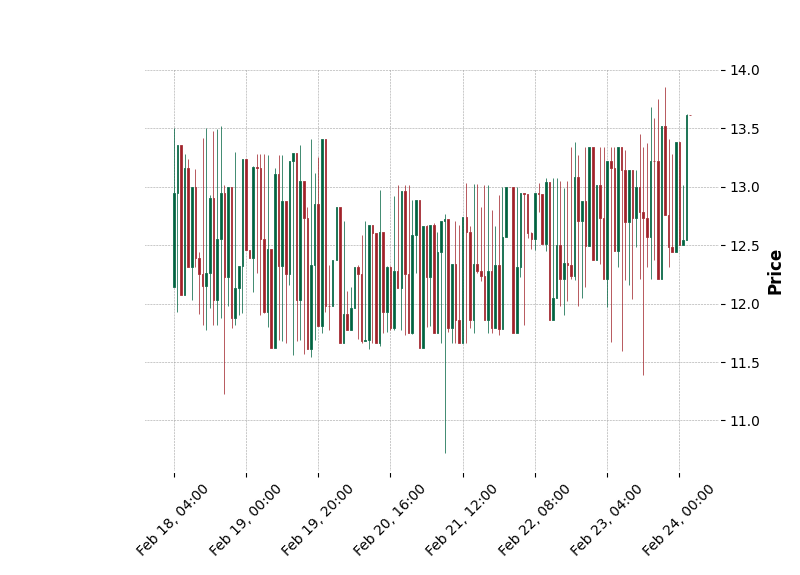 14.0
13.5
13.0
12.5
12.0
11.5
11.0
Price
Feb 18, 04:00
Feb 19, 00:00
Feb 19, 20:00
Feb 20, 16:00
Feb 21, 12:00
Feb 22, 08:00
Feb 23, 04:00
Feb 24, 00:00